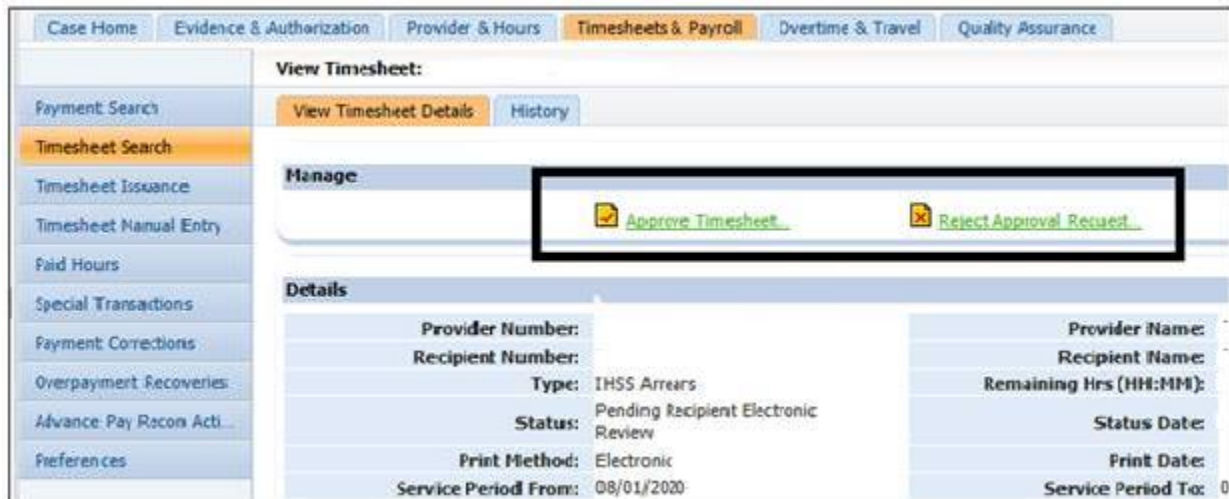 Case Home Evidence & Authorization Provider & Hours Timesheets & Payroll Overtime & Travel Quality Assurance
View Timesheet:
Payment Search
View Timesheet Details History
Timesheet Search
Manage
Timesheet Issuance
Approve Timesheet... Reject Approval Request...
Timesheet Manual Entry
Paid Hours
Details
Special Transactions
Provider Number: Provider Name:
Payment Corrections
Recipient Number: Recipient Name:
Overpayment Recoveries
Type: IHSS Arrears Remaining Hrs (HH:MM):
Advance Pay Recon Acti...
Status: Pending Recipient Electronic Review Status Date:
Preferences
Print Method: Electronic Print Date:
Service Period From: 08/01/2020 Service Period To: 0